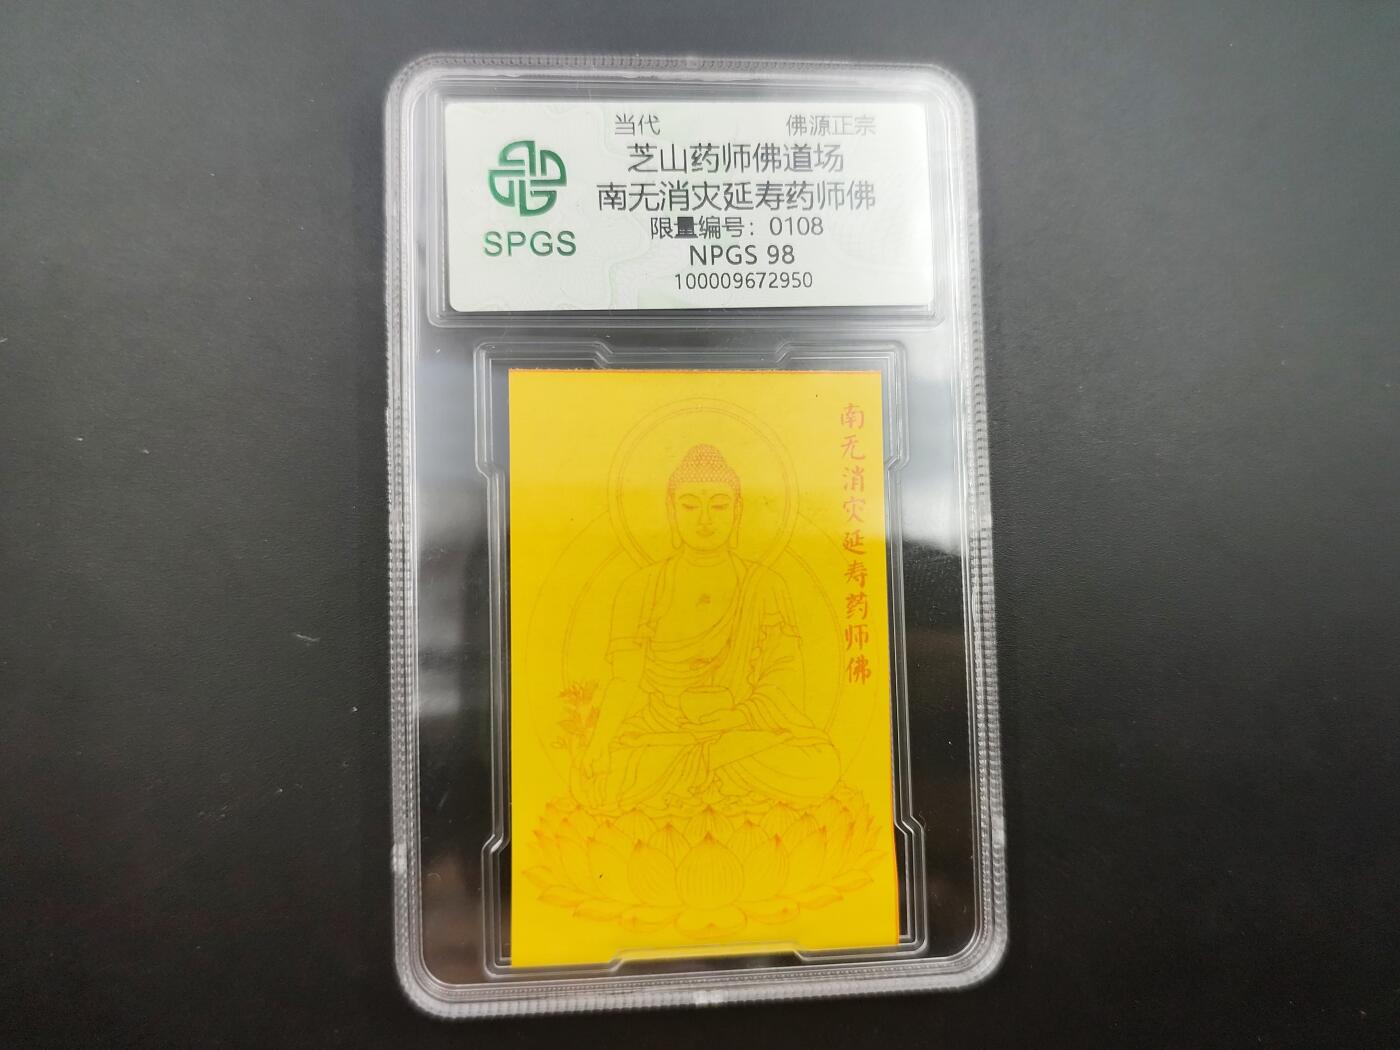 当代 佛源正宗
芝山药师佛道场
南无消灾延寿药师佛
限量编号：0108
NPGS 98
100009672950
SPGS
南无消灾延寿药师佛